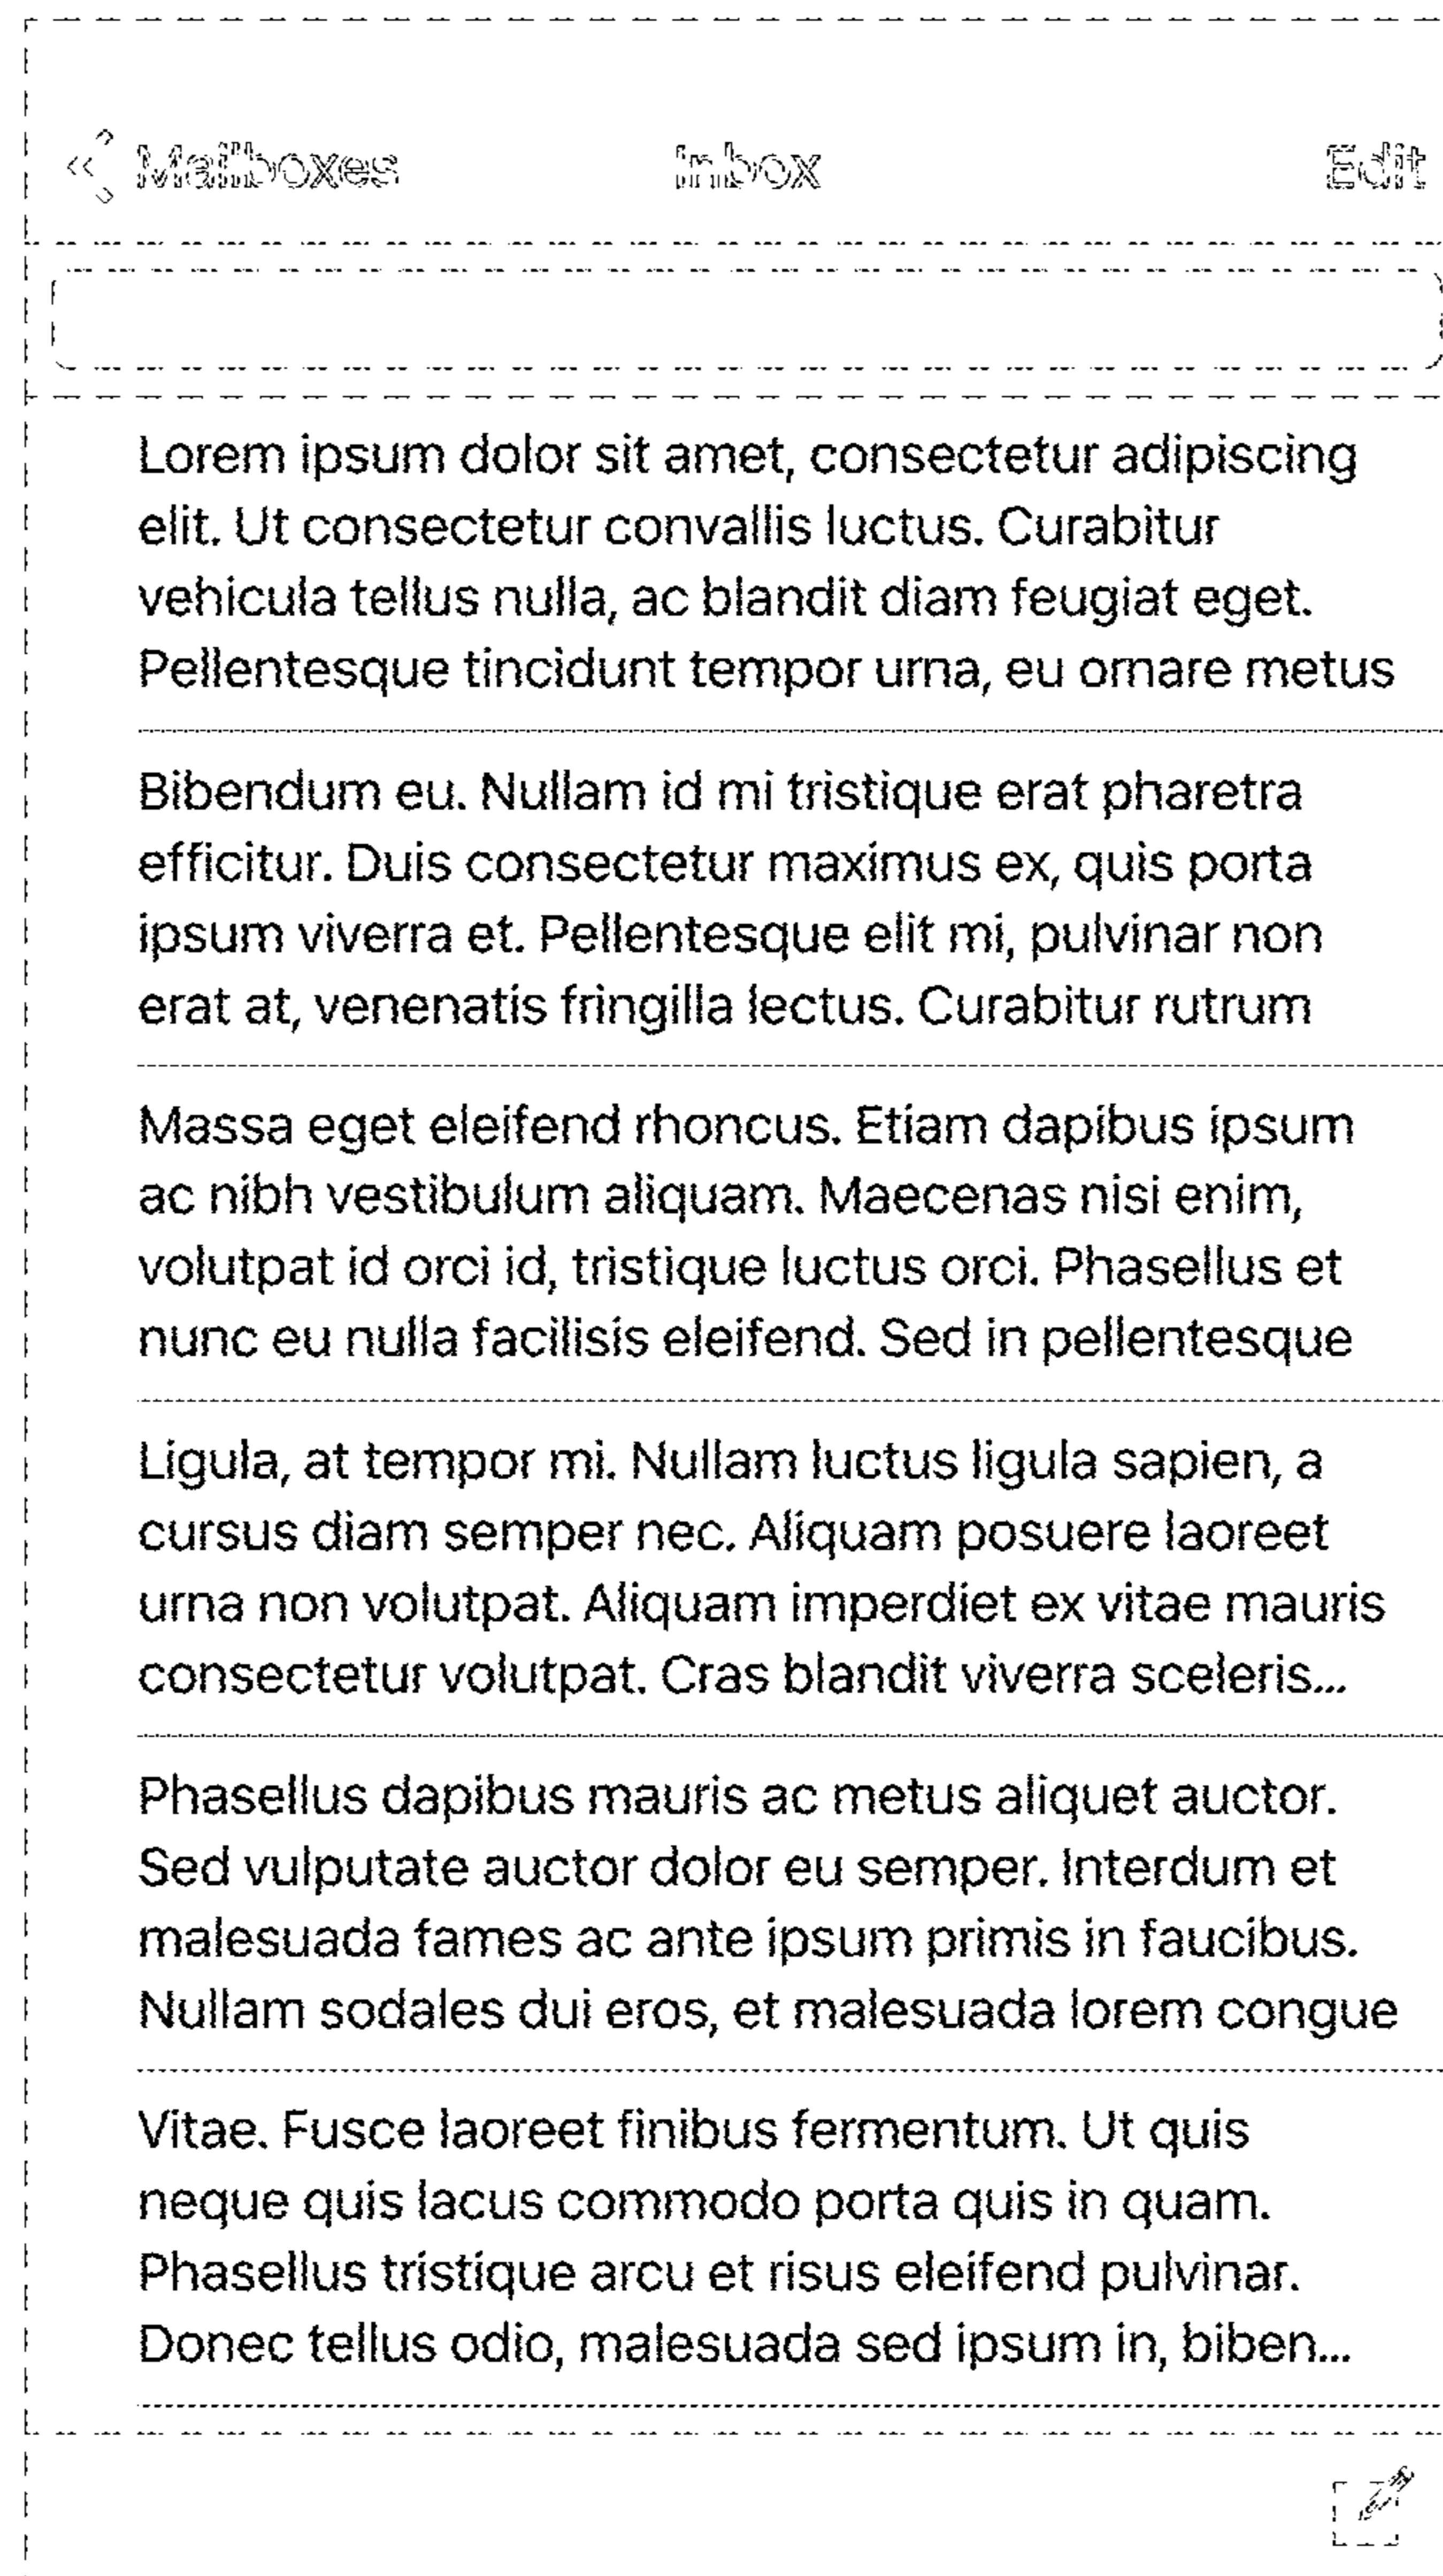 Mailboxes Inbox Edit
Lorem ipsum dolor sit amet, consectetur adipiscing
elit. Ut consectetur convallis luctus. Curabitur
vehicula tellus nulla, ac blandit diam feugiat eget.
Pellentesque tincidunt tempor urna, eu ornare metus
Bibendum eu. Nullam id mi tristique erat pharetra
efficitur. Duis consectetur maximus ex, quis porta
ipsum viverra et. Pellentesque elit mi, pulvinar non
erat at, venenatis fringilla lectus. Curabitur rutrum
Massa eget eleifend rhoncus. Etiam dapibus ipsum
ac nibh vestibulum aliquam. Maecenas nisi enim,
volutpat id orci id, tristique luctus orci. Phasellus et
nunc eu nulla facilisis eleifend. Sed in pellentesque
Ligula, at tempor mi. Nullam luctus ligula sapien, a
cursus diam semper nec. Aliquam posuere laoreet
urna non volutpat. Aliquam imperdiet ex vitae mauris
consectetur volutpat. Cras blandit viverra sceleris...
Phasellus dapibus mauris ac metus aliquet auctor.
Sed vulputate auctor dolor eu semper. Interdum et
malesuada fames ac ante ipsum primis in faucibus.
Nullam sodales dui eros, et malesuada lorem congue
Vitae. Fusce laoreet finibus fermentum. Ut quis
neque quis lacus commodo porta quis in quam.
Phasellus tristique arcu et risus eleifend pulvinar.
Donec tellus odio, malesuada sed ipsum in, biben...